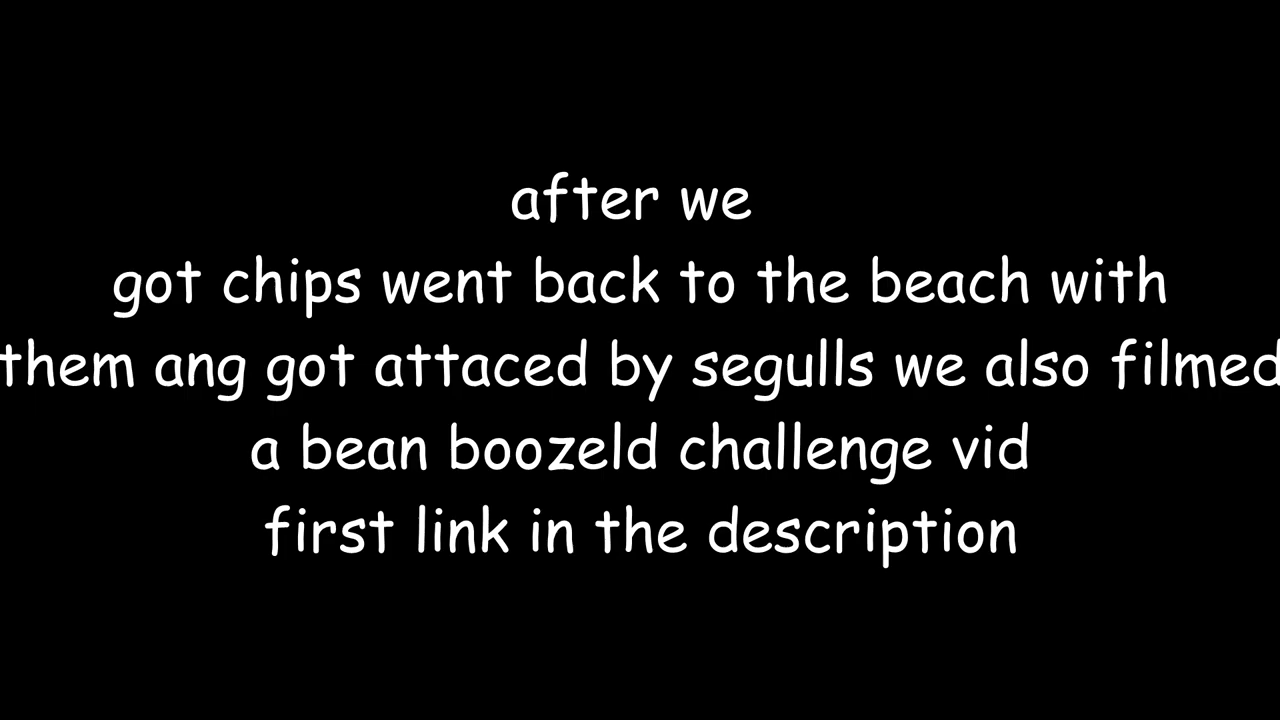 after we
got chips went back to the beach with
them ang got attaced by segulls we also filmed
a bean boozeld challenge vid
first link in the description